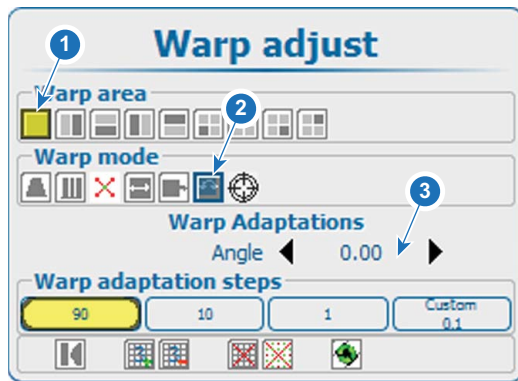 Warp adjust
1
Warp area
2
Warp mode
3
Warp Adaptations
Angle 0.00
Warp adaptation steps
90 10 1 Custom
0.1